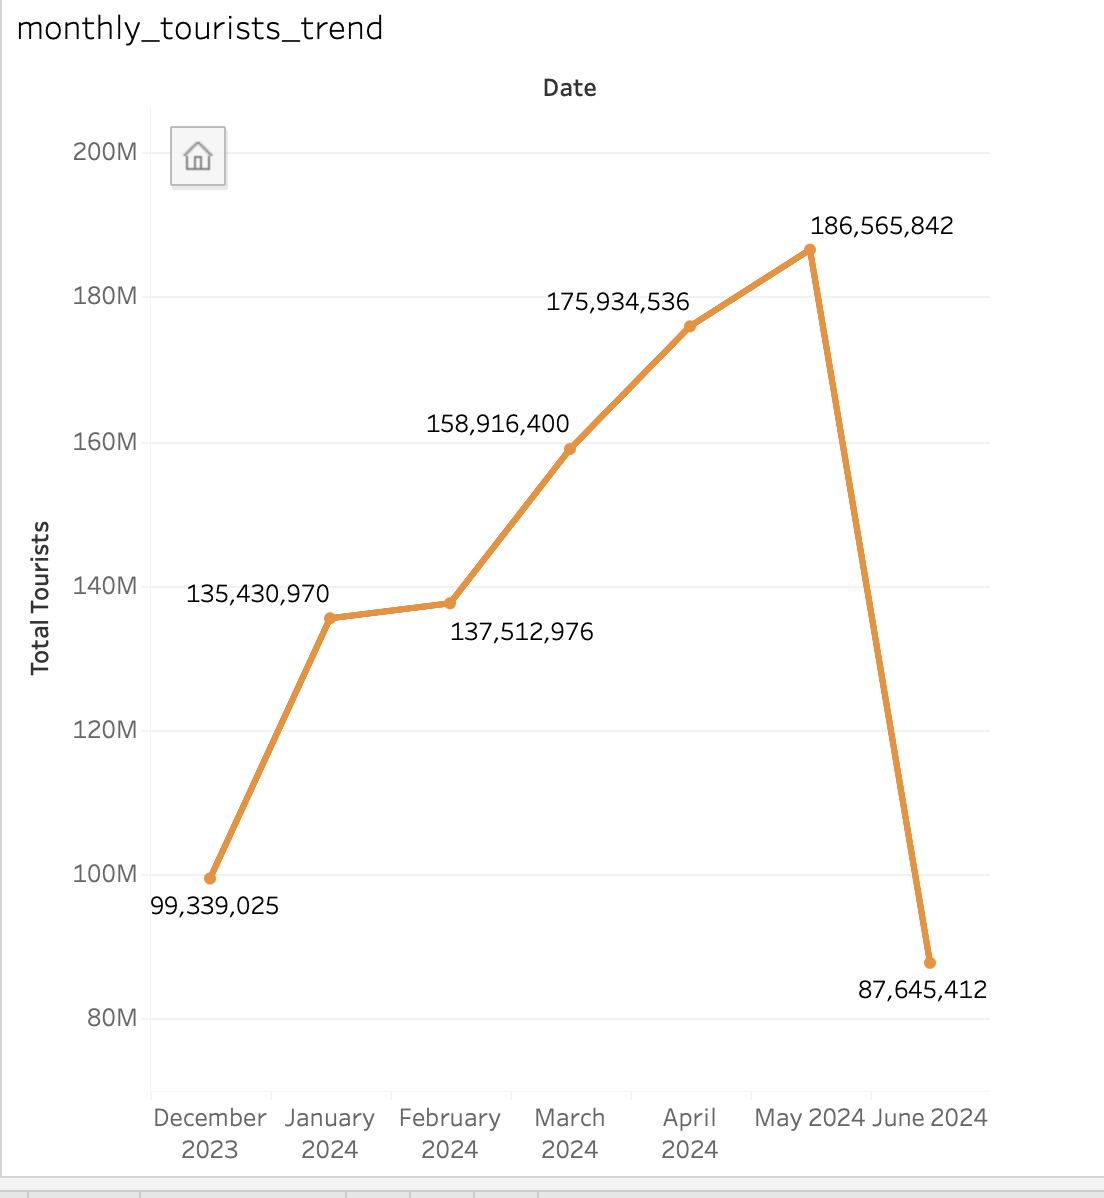 monthly_tourists_trend
Date
200M
186,565,842
180M
175,934,536
160M
158,916,400
Total Tourists
140M
135,430,970
137,512,976
120M
100M
99,339,025
87,645,412
80M
December 2023
January 2024
February 2024
March 2024
April 2024
May 2024
June 2024